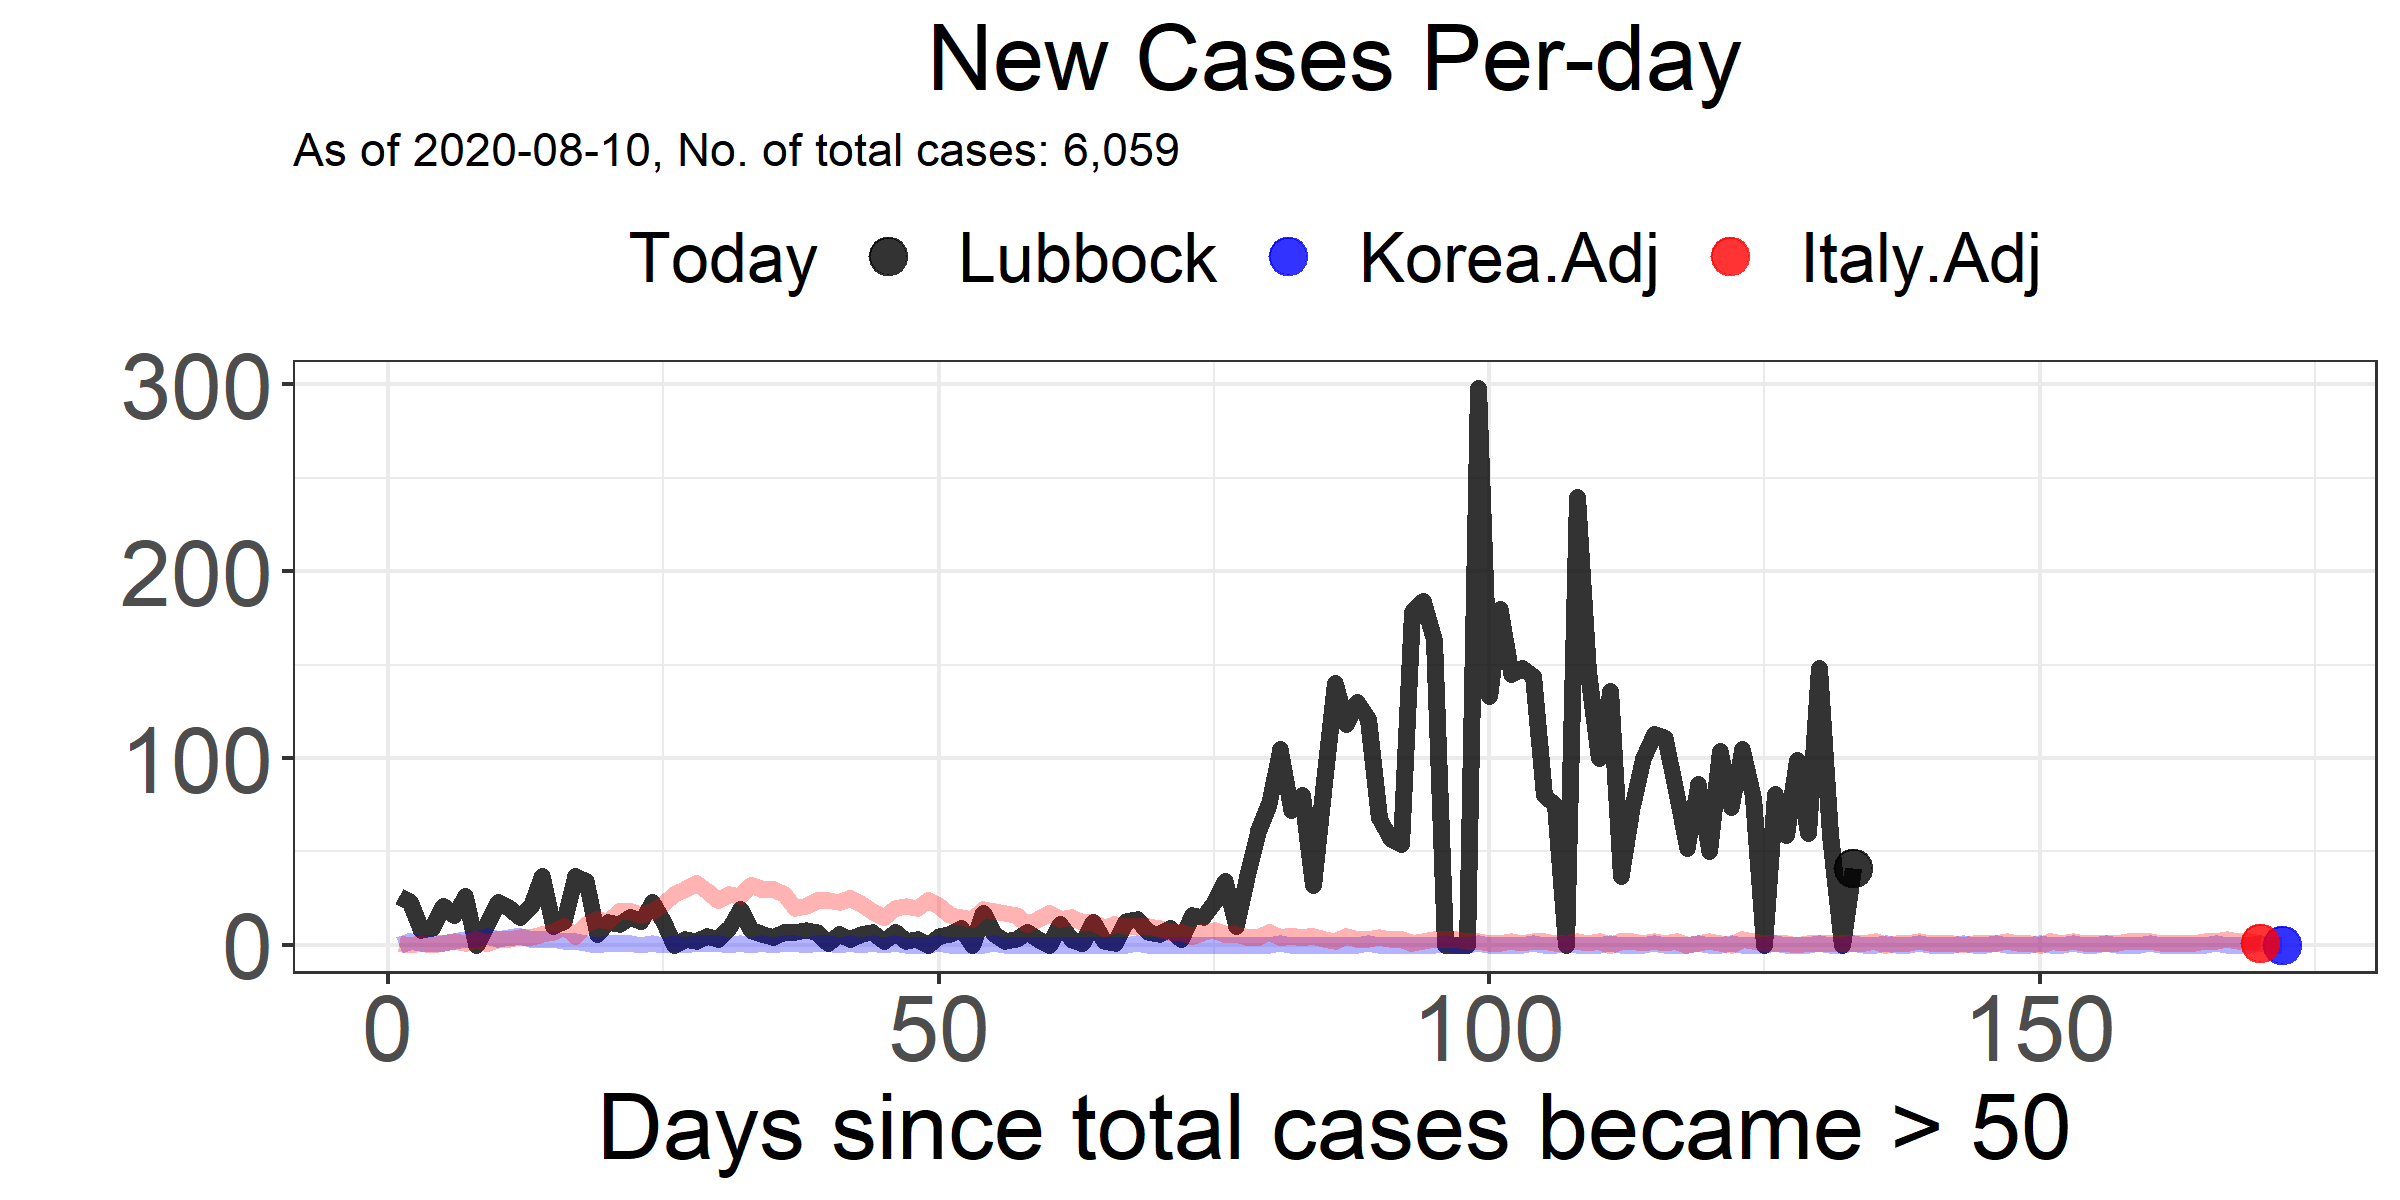 New Cases Per-day
As of 2020-08-10, No. of total cases: 6,059
Today Lubbock Korea.Adj Italy.Adj
300
200
100
0
0 50 100 150
Days since total cases became > 50